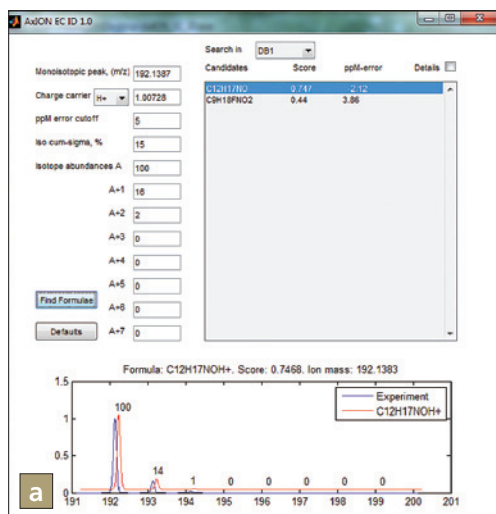 AxION EC ID 1.0
Search in DB1
Monoisotopic peak, (m/z) 192.1387
Candidates Score ppM-error Details
Charge carrier H+ 1.00728
C12H17NO 0.747 -2.12
C9H18FNO2 0.44 3.86
ppM error cutoff 5
Iso cum-sigma, % 15
Isotope abundances A 100
A+1 16
A+2 2
A+3 0
A+4 0
A+5 0
Find Formulae
A+6 0
Defaults
A+7 0
Formula: C12H17NOH+. Score: 0.7468. Ion mass: 192.1383
1.5
1
0.5
0
100
14
1
0
0
0
0
0
Experiment
C12H17NOH+
191 192 193 194 195 196 197 198 199 200 201
a